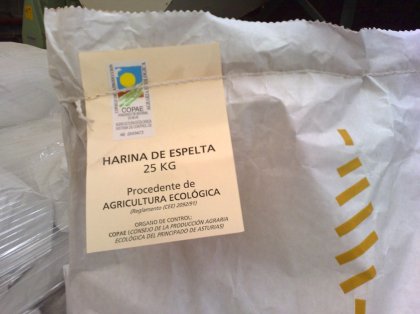 COPAE
HARINA DE ESPELTA
25 KG
Procedente de
AGRICULTURA ECOLÓGICA
(Reglamento (CEE) 2092/91)
ORGANO DE CONTROL:
COPAE (CONSEJO DE LA PRODUCCIÓN AGRARIA
ECOLÓGICA DEL PRINCIPADO DE ASTURIAS)